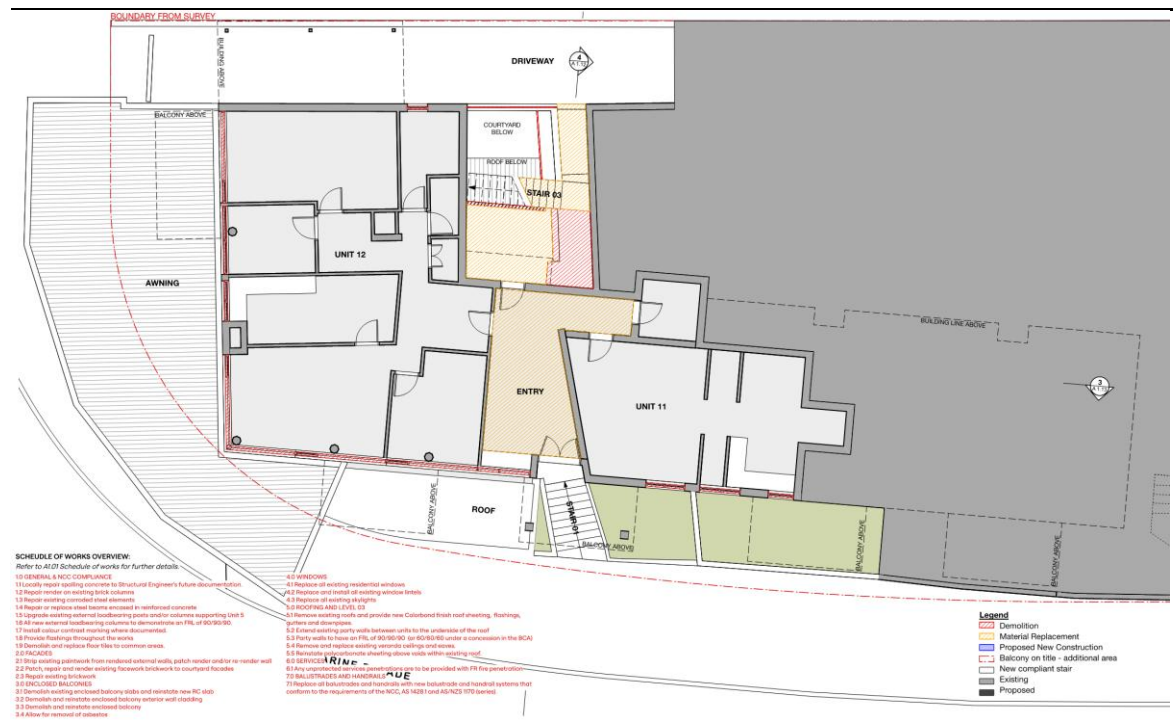 BOUNDARY FROM SURVEY
BUILDING ABOVE
DRIVEWAY
4
A 1.12
BALCONY ABOVE
COURTYARD
BELOW
ROOF BELOW
STAIR 03
UNIT 12
AWNING
BUILDING LINE ABOVE
3
A 1.11
ENTRY
UNIT 11
ROOF
BALCONY ABOVE
STAIR 01
BALCONY ABOVE
BALCONY ABOVE
BALCONY ABOVE
SCHEUDLE OF WORKS OVERVIEW:
Refer to A1.01 Schedule of works for further details.
1.0 GENERAL & NCC COMPLIANCE
1.1 Locally repair spalling concrete to Structural Engineer's future documentation
1.2 Repair render on existing brick columns
1.3 Repair existing corroded steel elements
1.4 Repair or replace steel beams encased in reinforced concrete
1.5 Upgrade existing external loadbearing posts and/or columns supporting Unit 5
1.6 All new external loadbearing columns to demonstrate an FRL of 90/90/90.
1.7 Install colour contrast marking where documented.
1.8 Provide flashings throughout the works
1.9 Demolish and replace floor tiles to common areas.
2.0 FACADES
2.1 Strip existing paintwork from rendered external walls, patch render and/or re-render wall
2.2 Patch, repair and render existing facework brickwork to courtyard facades
2.3 Repair existing brickwork
3.0 ENCLOSED BALCONIES
3.1 Demolish existing enclosed balcony slabs and reinstate new RC slab
3.2 Demolish and reinstate enclosed balcony exterior wall cladding
3.3 Demolish and reinstate enclosed balcony
3.4 Allow for removal of asbestos
4.0 WINDOWS
4.1 Replace all existing residential windows
4.2 Replace and install all existing window lintels
4.3 Replace all existing skylights
5.0 ROOFING AND LEVEL 03
5.1 Remove existing roofs and provide new Colorbond finish roof sheeting, flashings,
gutters and downpipes.
5.2 Extend existing party walls between units to the underside of the roof
5.3 Party walls to have an FRL of 90/90/90 (or 60/60/60 under a concession in the BCA)
5.4 Remove and replace existing veranda ceilings and eaves.
5.5 Reinstate polycarbonate sheeting above voids within existing roof
6.0 SERVICES
6.1 Any unprotected services penetrations are to be provided with FR fire penetration
7.0 BALUSTRADES AND HANDRAILS
7.1 Replace all balustrades and handrails with new balustrade and handrail systems that
conform to the requirements of the NCC, AS 1428.1 and AS/NZS 1170 (series)
Legend
Demolition
Material Replacement
Proposed New Construction
Balcony on title - additional area
New compliant stair
Existing
Proposed